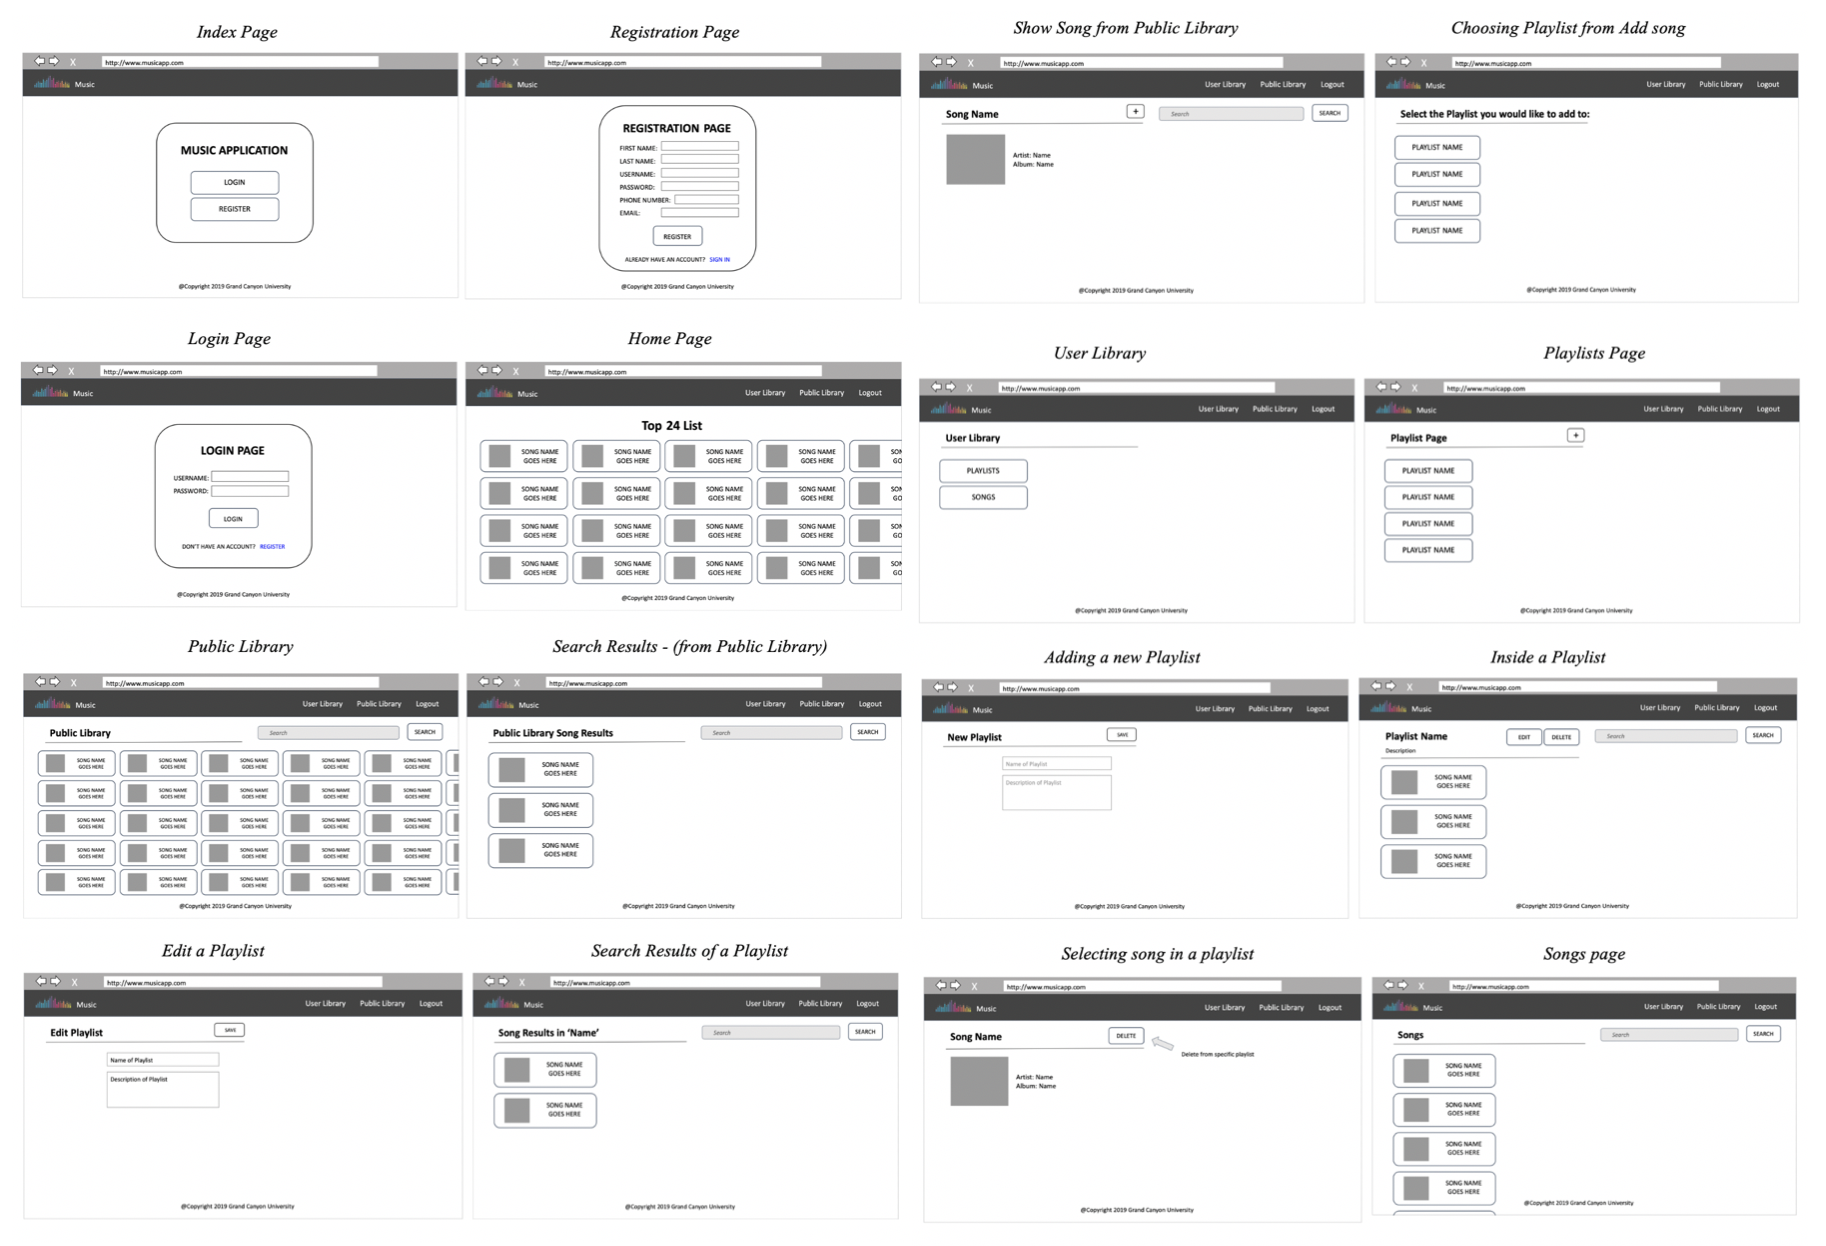 Index Page
http://www.musicapp.com
Music
MUSIC APPLICATION
LOGIN
REGISTER
@Copyright 2019 Grand Canyon University
Registration Page
http://www.musicapp.com
Music
REGISTRATION PAGE
FIRST NAME:
LAST NAME:
USERNAME:
PASSWORD:
PHONE NUMBER:
EMAIL:
REGISTER
ALREADY HAVE AN ACCOUNT? SIGN IN
@Copyright 2019 Grand Canyon University
Show Song from Public Library
X http://www.musicapp.com
Music User Library Public Library Logout
Song Name + Search SEARCH
Artist: Name
Album: Name
@Copyright 2019 Grand Canyon University
Choosing Playlist from Add song
X http://www.musicapp.com
Music User Library Public Library Logout
Select the Playlist you would like to add to:
PLAYLIST NAME
PLAYLIST NAME
PLAYLIST NAME
PLAYLIST NAME
@Copyright 2019 Grand Canyon University
Login Page
X http://www.musicapp.com
Music
LOGIN PAGE
USERNAME:
PASSWORD:
LOGIN
DON'T HAVE AN ACCOUNT? REGISTER
@Copyright 2019 Grand Canyon University
Home Page
X http://www.musicapp.com
Music User Library Public Library Logout
Top 24 List
SONG NAME SONG NAME SONG NAME SONG NAME SON
GOES HERE GOES HERE GOES HERE GOES HERE GO
SONG NAME SONG NAME SONG NAME SONG NAME SON
GOES HERE GOES HERE GOES HERE GOES HERE GO
SONG NAME SONG NAME SONG NAME SONG NAME SON
GOES HERE GOES HERE GOES HERE GOES HERE GO
SONG NAME SONG NAME SONG NAME SONG NAME SON
GOES HERE GOES HERE GOES HERE GOES HERE GO
@Copyright 2019 Grand Canyon University
User Library
X http://www.musicapp.com
Music User Library Public Library Logout
User Library
PLAYLISTS
SONGS
@Copyright 2019 Grand Canyon University
Playlists Page
X http://www.musicapp.com
Music User Library Public Library Logout
Playlist Page +
PLAYLIST NAME
PLAYLIST NAME
PLAYLIST NAME
PLAYLIST NAME
@Copyright 2019 Grand Canyon University
Public Library
X http://www.musicapp.com
Music User Library Public Library Logout
Public Library Search SEARCH
SONG NAME SONG NAME SONG NAME SONG NAME SONG NAME
GOES HERE GOES HERE GOES HERE GOES HERE GOES HERE
SONG NAME SONG NAME SONG NAME SONG NAME SONG NAME
GOES HERE GOES HERE GOES HERE GOES HERE GOES HERE
SONG NAME SONG NAME SONG NAME SONG NAME SONG NAME
GOES HERE GOES HERE GOES HERE GOES HERE GOES HERE
SONG NAME SONG NAME SONG NAME SONG NAME SONG NAME
GOES HERE GOES HERE GOES HERE GOES HERE GOES HERE
SONG NAME SONG NAME SONG NAME SONG NAME SONG NAME
GOES HERE GOES HERE GOES HERE GOES HERE GOES HERE
@Copyright 2019 Grand Canyon University
Search Results - (from Public Library)
X http://www.musicapp.com
Music User Library Public Library Logout
Public Library Song Results Search SEARCH
SONG NAME
GOES HERE
SONG NAME
GOES HERE
SONG NAME
GOES HERE
@Copyright 2019 Grand Canyon University
Adding a new Playlist
X http://www.musicapp.com
Music User Library Public Library Logout
New Playlist SAVE
Name of Playlist
Description of Playlist
@Copyright 2019 Grand Canyon University
Inside a Playlist
X http://www.musicapp.com
Music User Library Public Library Logout
Playlist Name EDIT DELETE Search SEARCH
Description
SONG NAME
GOES HERE
SONG NAME
GOES HERE
SONG NAME
GOES HERE
@Copyright 2019 Grand Canyon University
Edit a Playlist
X http://www.musicapp.com
Music User Library Public Library Logout
Edit Playlist SAVE
Name of Playlist
Description of Playlist
@Copyright 2019 Grand Canyon University
Search Results of a Playlist
X http://www.musicapp.com
Music User Library Public Library Logout
Song Results in ‘Name’ Search SEARCH
SONG NAME
GOES HERE
SONG NAME
GOES HERE
@Copyright 2019 Grand Canyon University
Selecting song in a playlist
X http://www.musicapp.com
Music User Library Public Library Logout
Song Name DELETE
Delete from specific playlist
Artist: Name
Album: Name
@Copyright 2019 Grand Canyon University
Songs page
X http://www.musicapp.com
Music User Library Public Library Logout
Songs Search SEARCH
SONG NAME
GOES HERE
SONG NAME
GOES HERE
SONG NAME
GOES HERE
SONG NAME
GOES HERE
@Copyright 2019 Grand Canyon University